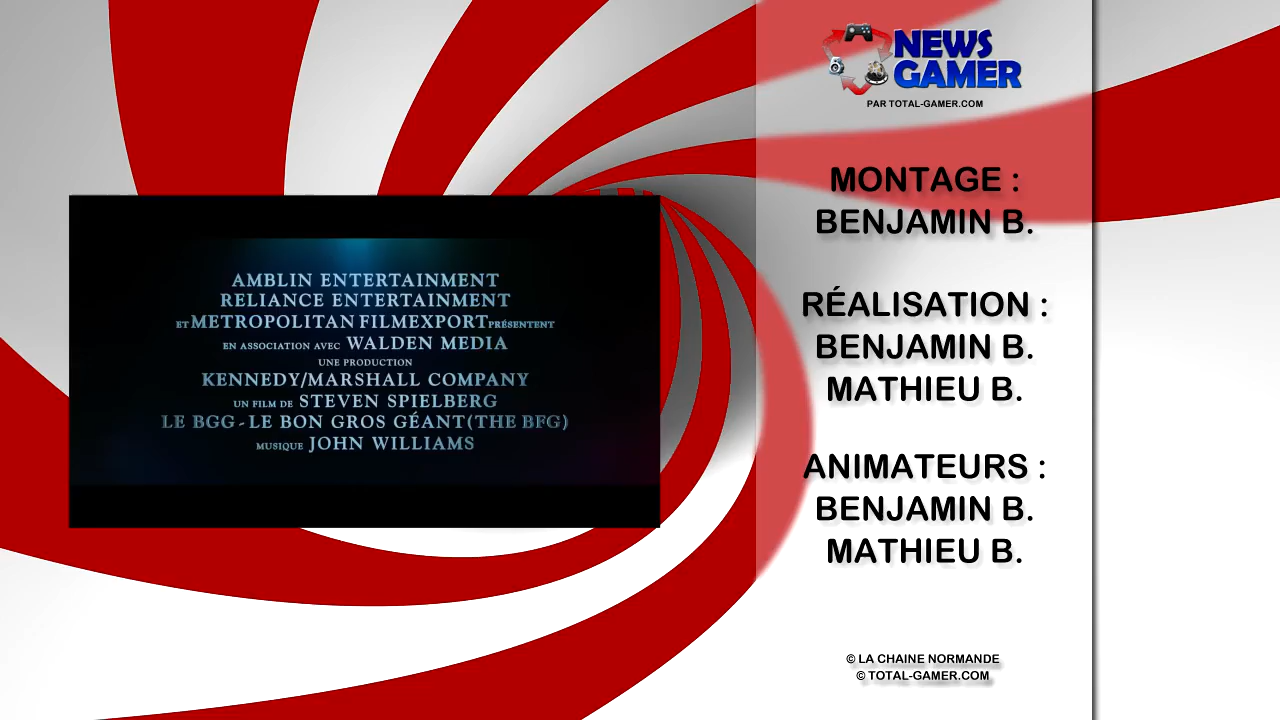 AMBLIN ENTERTAINMENT
RELIANCE ENTERTAINMENT
ET METROPOLITAN FILMEXPORT PRÉSENTENT
EN ASSOCIATION AVEC WALDEN MEDIA
UNE PRODUCTION
KENNEDY/MARSHALL COMPANY
UN FILM DE STEVEN SPIELBERG
LE BGG - LE BON GROS GÉANT (THE BFG)
MUSIQUE JOHN WILLIAMS
NEWS
GAMER
PAR TOTAL-GAMER.COM
MONTAGE :
BENJAMIN B.
RÉALISATION :
BENJAMIN B.
MATHIEU B.
ANIMATEURS :
BENJAMIN B.
MATHIEU B.
© LA CHAINE NORMANDE
© TOTAL-GAMER.COM